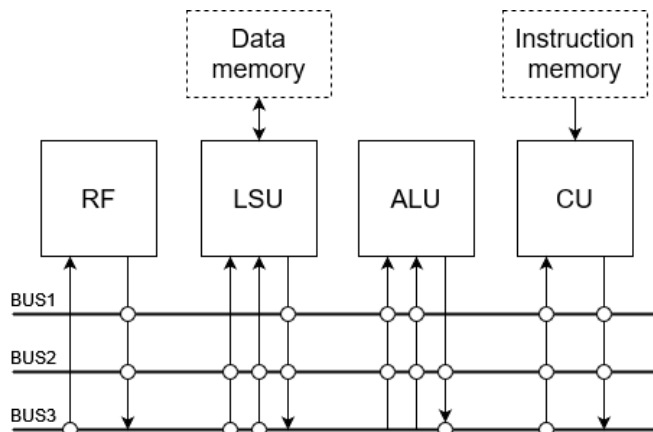 Data
memory
Instruction
memory
RF
LSU
ALU
CU
BUS1
BUS2
BUS3